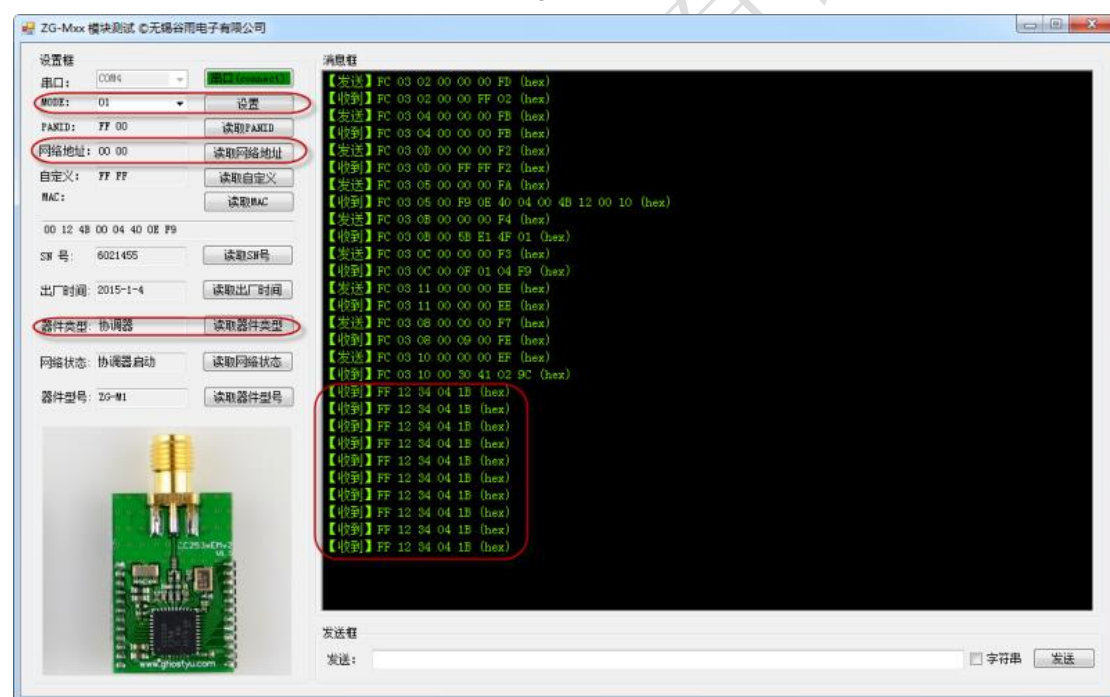 ZG-Mxx 模块测试 ©无锡谷雨电子有限公司
设置框
串口: COM4 串口(connect)
MODE: 01 设置
PANID: FF 00 读取PANID
网络地址: 00 00 读取网络地址
自定义: FF FF 读取自定义
MAC: 读取MAC
00 12 4B 00 04 40 0E F9
SN 号: 6021455 读取SN号
出厂时间: 2015-1-4 读取出厂时间
器件类型: 协调器 读取器件类型
网络状态: 协调器启动 读取网络状态
器件型号: ZG-M1 读取器件型号
www.ghostyu.com
消息框
【发送】FC 03 02 00 00 00 FD (hex)
【收到】FC 03 02 00 00 FF 02 (hex)
【发送】FC 03 04 00 00 00 FB (hex)
【收到】FC 03 04 00 00 00 FB (hex)
【发送】FC 03 0D 00 00 00 F2 (hex)
【收到】FC 03 0D 00 FF FF F2 (hex)
【发送】FC 03 05 00 00 00 FA (hex)
【收到】FC 03 05 00 F9 0E 40 04 00 4B 12 00 10 (hex)
【发送】FC 03 0B 00 00 00 F4 (hex)
【收到】FC 03 0B 00 5B E1 4F 01 (hex)
【发送】FC 03 0C 00 00 00 F3 (hex)
【收到】FC 03 0C 00 0F 01 04 F9 (hex)
【发送】FC 03 11 00 00 00 EE (hex)
【收到】FC 03 11 00 00 00 EE (hex)
【发送】FC 03 08 00 00 00 F7 (hex)
【收到】FC 03 08 00 09 00 FE (hex)
【发送】FC 03 10 00 00 00 EF (hex)
【收到】FC 03 10 00 30 41 02 9C (hex)
【收到】FF 12 34 04 1B (hex)
【收到】FF 12 34 04 1B (hex)
【收到】FF 12 34 04 1B (hex)
【收到】FF 12 34 04 1B (hex)
【收到】FF 12 34 04 1B (hex)
【收到】FF 12 34 04 1B (hex)
【收到】FF 12 34 04 1B (hex)
【收到】FF 12 34 04 1B (hex)
【收到】FF 12 34 04 1B (hex)
【收到】FF 12 34 04 1B (hex)
发送框
发送: 字符串 发送